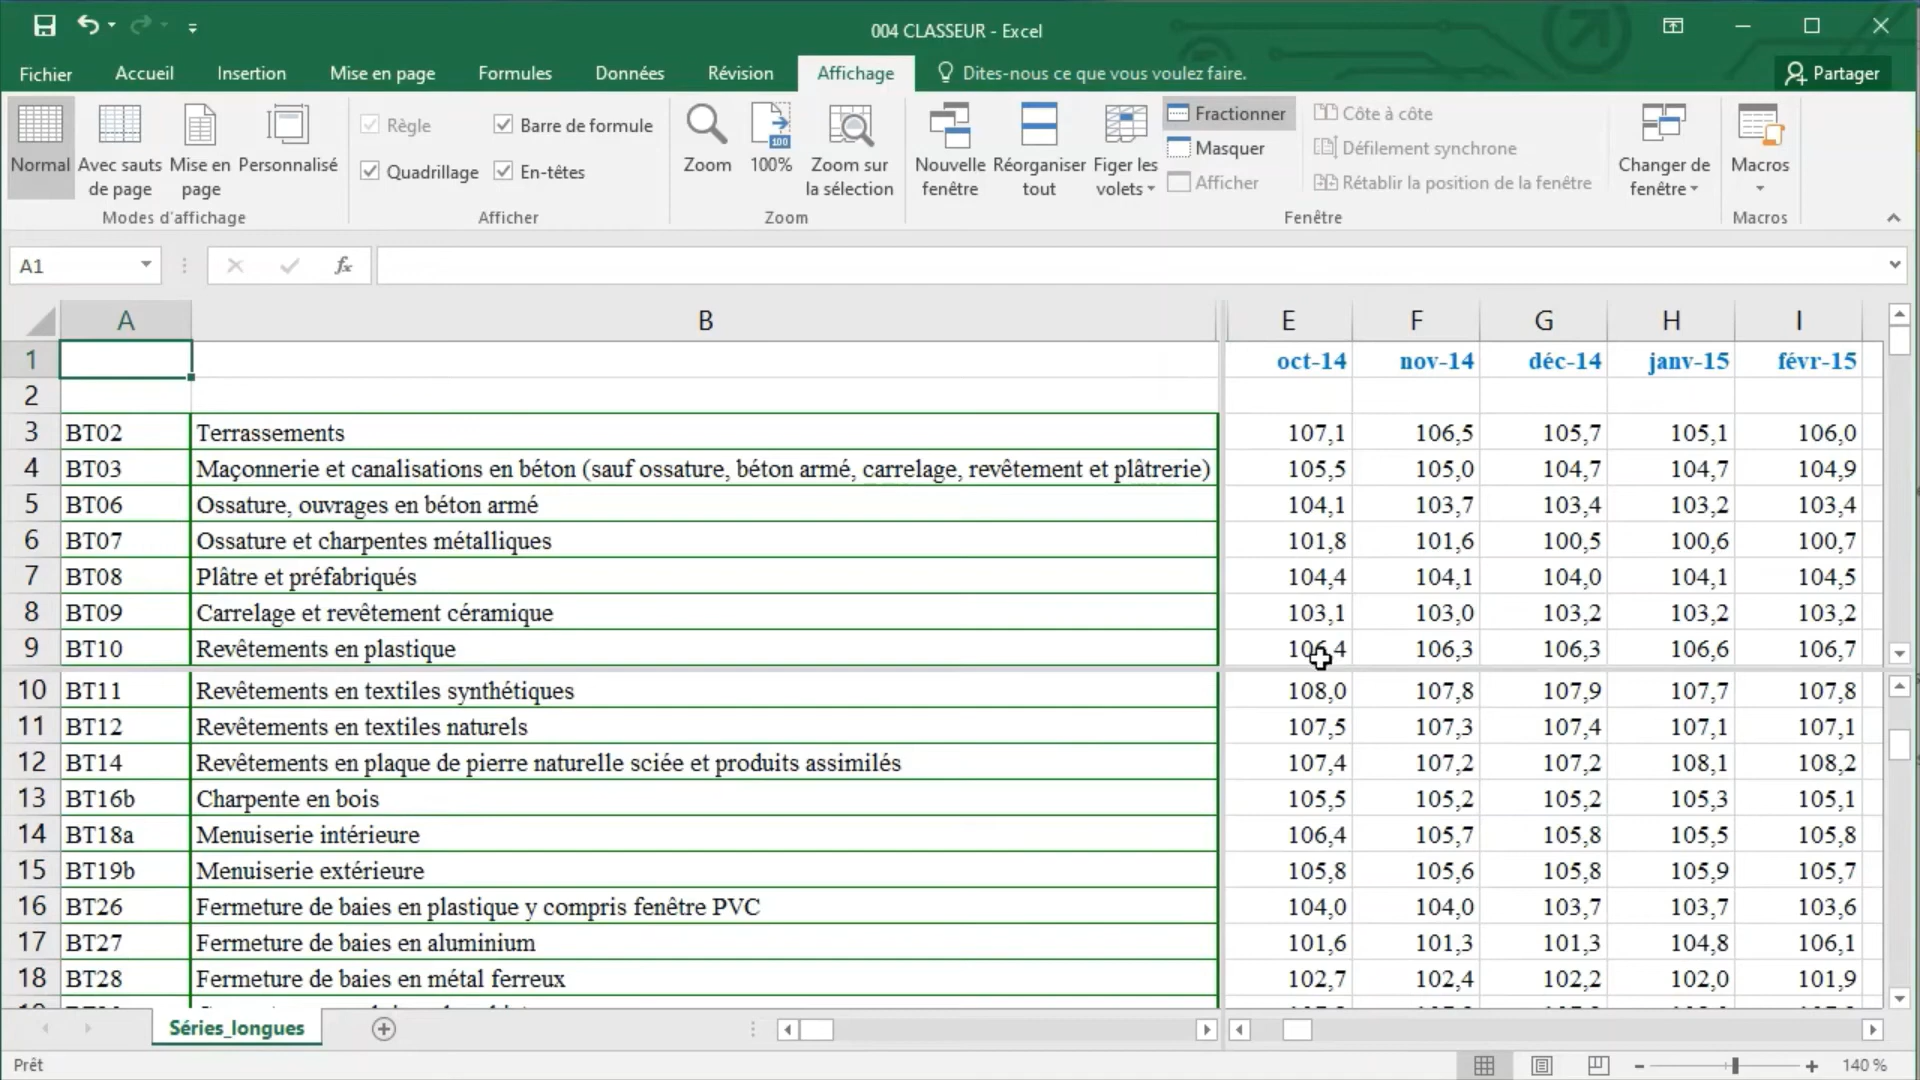 004 CLASSEUR - Excel
Fichier Accueil Insertion Mise en page Formules Données Révision Affichage Dites-nous ce que vous voulez faire. Partager
Normal
Avec sauts
de page
Mise en
page
Personnalisé
Modes d'affichage
Règle
Barre de formule
Quadrillage
En-têtes
Afficher
Zoom
100
100%
Zoom sur
la sélection
Zoom
Nouvelle
fenêtre
Réorganiser
tout
Figer les
volets
Fractionner
Masquer
Afficher
Côte à côte
Défilement synchrone
Rétablir la position de la fenêtre
Changer de
fenêtre
Fenêtre
Macros
Macros
A1 fx
A B E F G H I
1 oct-14 nov-14 déc-14 janv-15 févr-15
2
3 BT02 Terrassements 107,1 106,5 105,7 105,1 106,0
4 BT03 Maçonnerie et canalisations en béton (sauf ossature, béton armé, carrelage, revêtement et plâtrerie) 105,5 105,0 104,7 104,7 104,9
5 BT06 Ossature, ouvrages en béton armé 104,1 103,7 103,4 103,2 103,4
6 BT07 Ossature et charpentes métalliques 101,8 101,6 100,5 100,6 100,7
7 BT08 Plâtre et préfabriqués 104,4 104,1 104,0 104,1 104,5
8 BT09 Carrelage et revêtement céramique 103,1 103,0 103,2 103,2 103,2
9 BT10 Revêtements en plastique 106,4 106,3 106,3 106,6 106,7
10 BT11 Revêtements en textiles synthétiques 108,0 107,8 107,9 107,7 107,8
11 BT12 Revêtements en textiles naturels 107,5 107,3 107,4 107,1 107,1
12 BT14 Revêtements en plaque de pierre naturelle sciée et produits assimilés 107,4 107,2 107,2 108,1 108,2
13 BT16b Charpente en bois 105,5 105,2 105,2 105,3 105,1
14 BT18a Menuiserie intérieure 106,4 105,7 105,8 105,5 105,8
15 BT19b Menuiserie extérieure 105,8 105,6 105,8 105,9 105,7
16 BT26 Fermeture de baies en plastique y compris fenêtre PVC 104,0 104,0 103,7 103,7 103,6
17 BT27 Fermeture de baies en aluminium 101,6 101,3 101,3 104,8 106,1
18 BT28 Fermeture de baies en métal ferreux 102,7 102,4 102,2 102,0 101,9
Séries_longues
Prêt 140 %